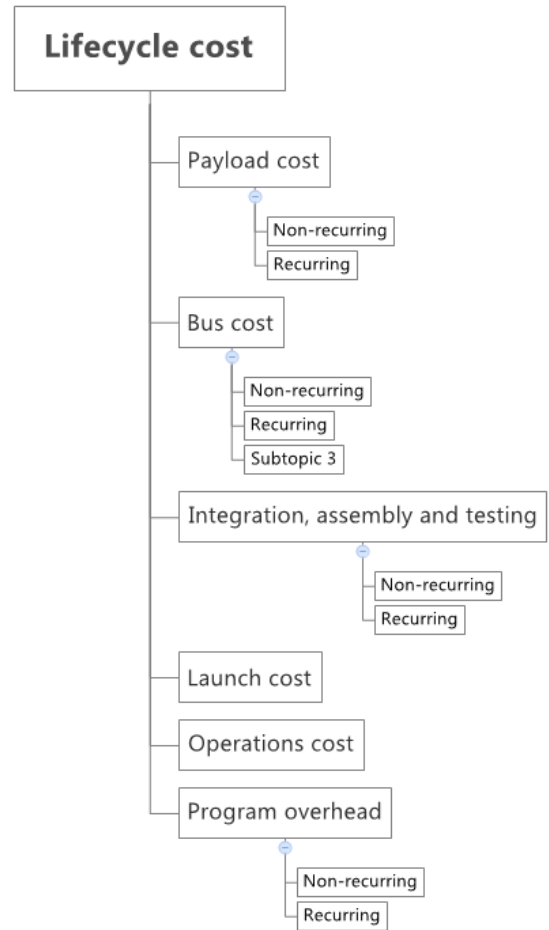 Lifecycle cost
Payload cost
Non-recurring
Recurring
Bus cost
Non-recurring
Recurring
Subtopic 3
Integration, assembly and testing
Non-recurring
Recurring
Launch cost
Operations cost
Program overhead
Non-recurring
Recurring